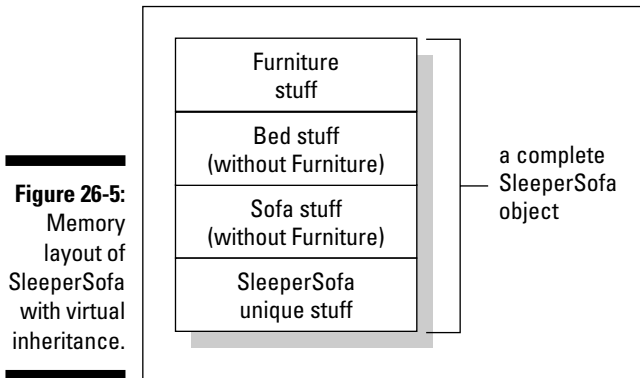 Figure 26-5:
Memory
layout of
SleeperSofa
with virtual
inheritance.
Furniture
stuff
Bed stuff
(without Furniture)
Sofa stuff
(without Furniture)
SleeperSofa
unique stuff
a complete
SleeperSofa
object